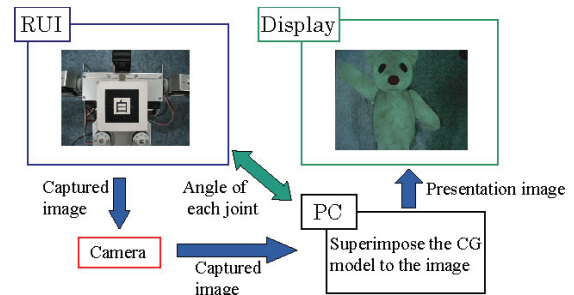 RUI
Display
白
Captured
image
Angle of
each joint
Presentation image
PC
Camera
Captured
image
Superimpose the CG
model to the image